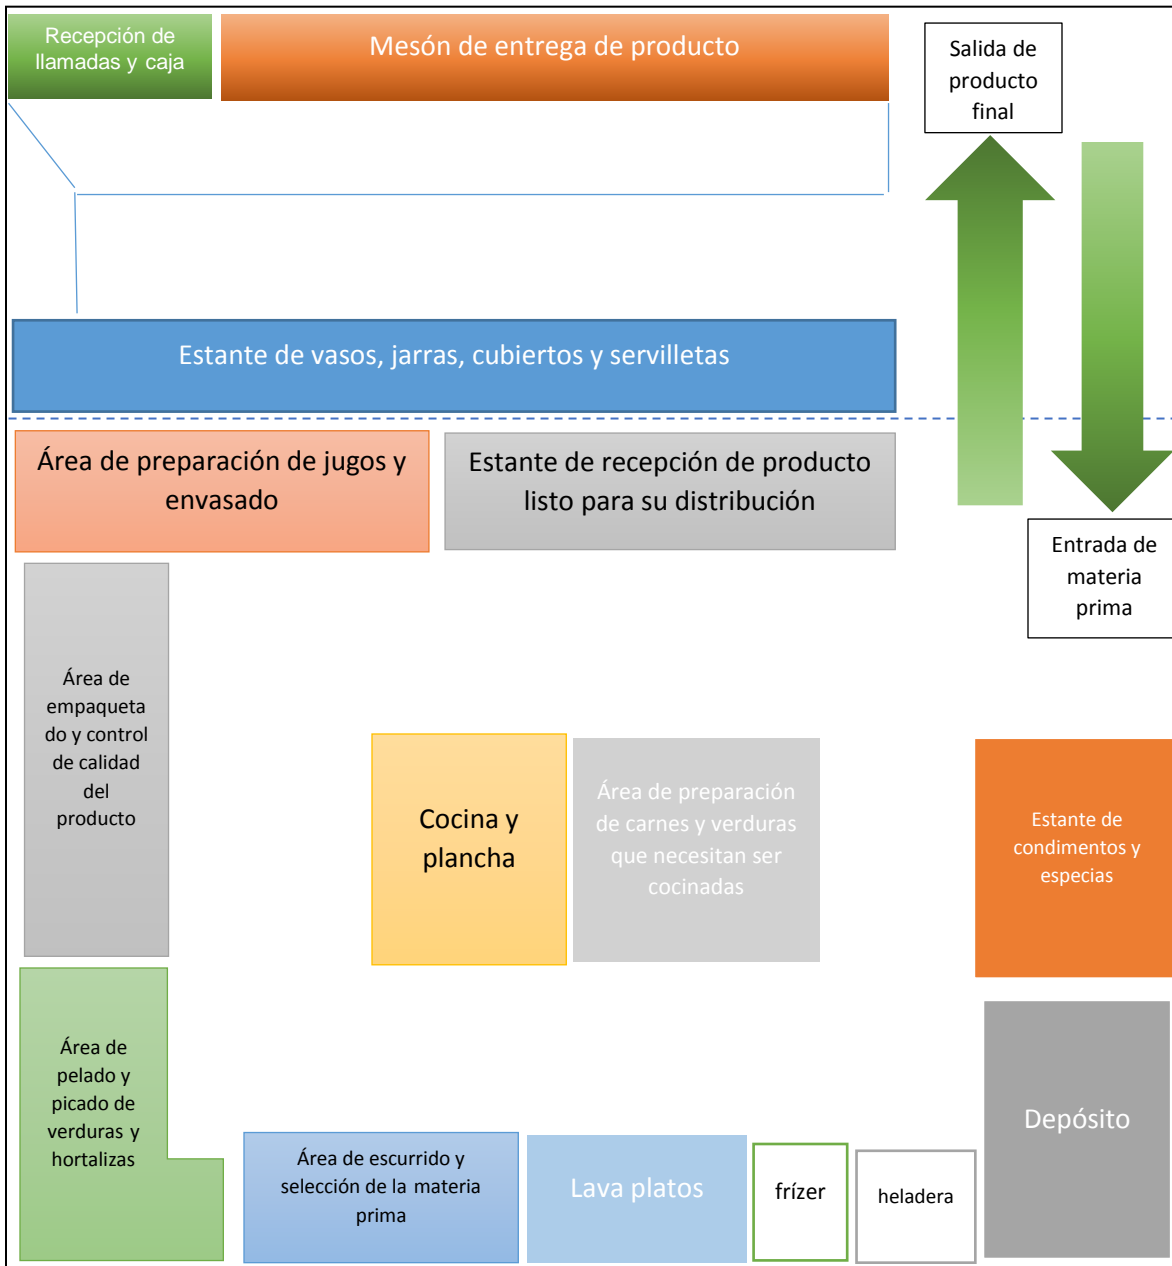 Recepción de
llamadas y caja
Mesón de entrega de producto
Salida de
producto
final
Estante de vasos, jarras, cubiertos y servilletas
Área de preparación de jugos y
envasado
Estante de recepción de producto
listo para su distribución
Entrada de
materia
prima
Área de
empaqueta
do y control
de calidad
del
producto
Cocina y
plancha
Área de preparación
de carnes y verduras
que necesitan ser
cocinadas
Estante de
condimentos y
especias
Área de
pelado y
picado de
verduras y
hortalizas
Área de escurrido y
selección de la materia
prima
Lava platos
frízer
heladera
Depósito